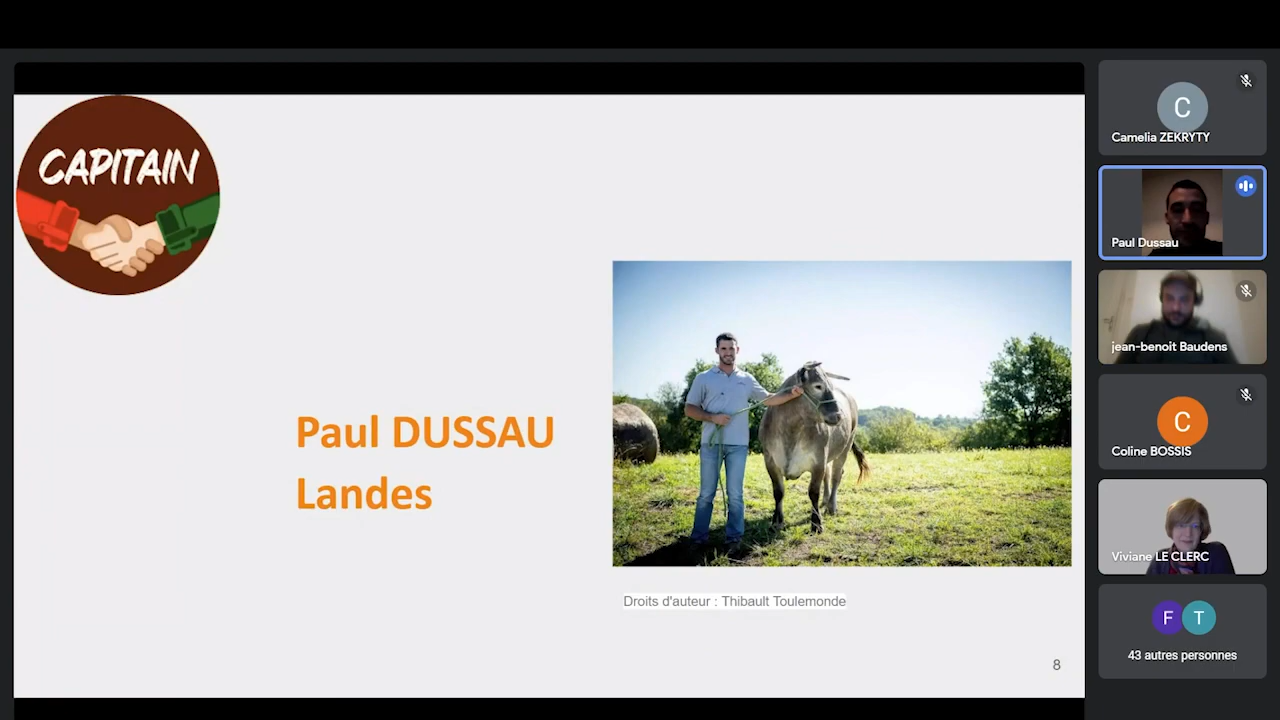 CAPITAIN
Paul DUSSAU
Landes
Droits d'auteur : Thibault Toulemonde
8
C
Camelia ZEKRYTY
Paul Dussau
jean-benoit Baudens
C
Coline BOSSIS
Viviane LE CLERC
F T
43 autres personnes